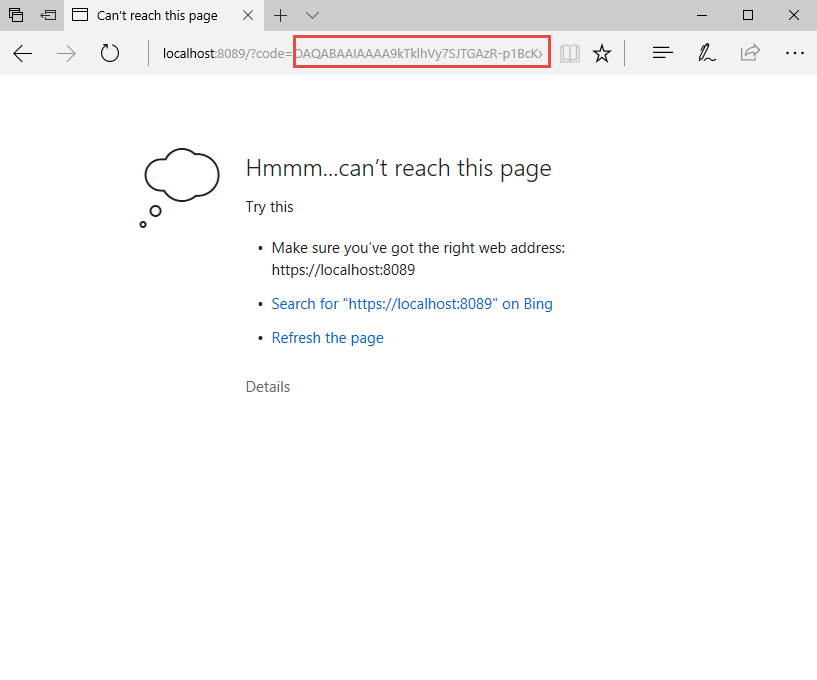 Can't reach this page
localhost:8089/?code=OAQABAAIAAAA9kTklhVy7SJTGAzR-p1BcK
Hmmm...can't reach this page
Try this
• Make sure you've got the right web address:
https://localhost:8089
• Search for "https://localhost:8089" on Bing
• Refresh the page
Details